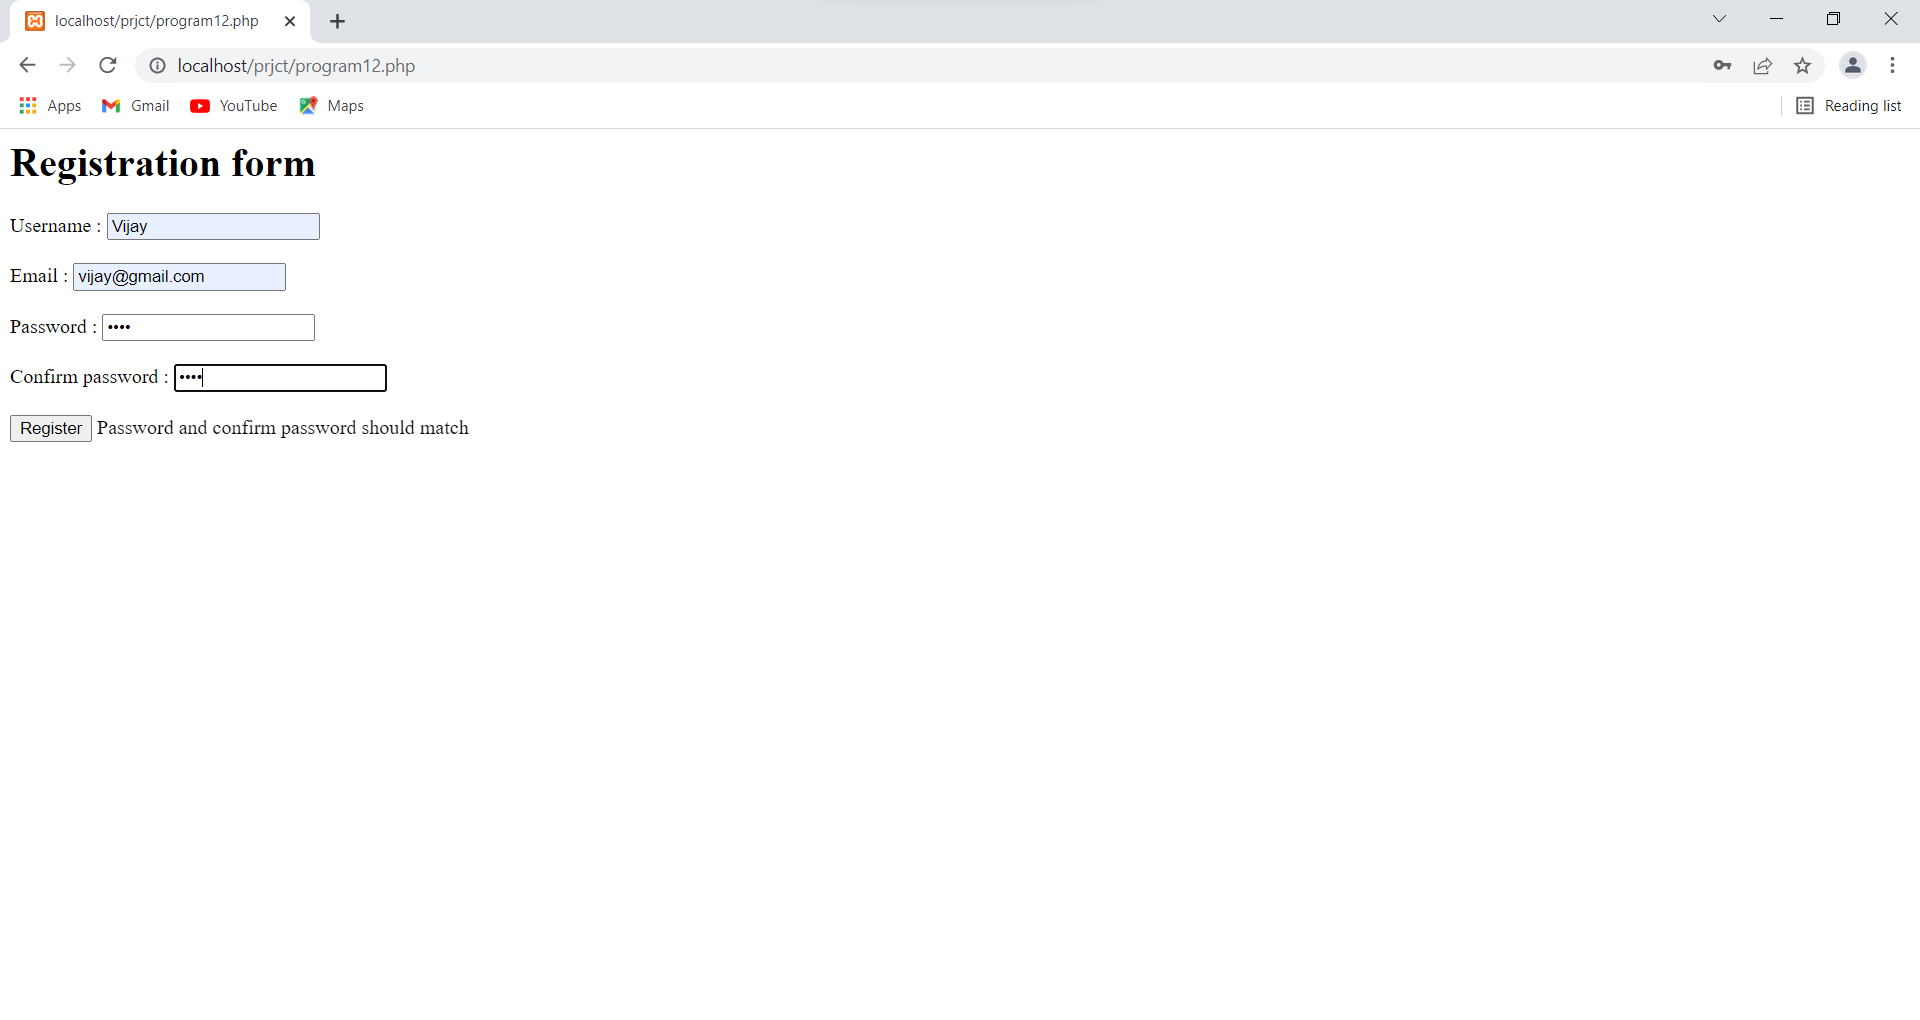 localhost/prjct/program12.php
localhost/prjct/program12.php
Apps Gmail YouTube Maps Reading list
Registration form
Username : Vijay
Email : vijay@gmail.com
Password : ••••
Confirm password : ••••
Register Password and confirm password should match